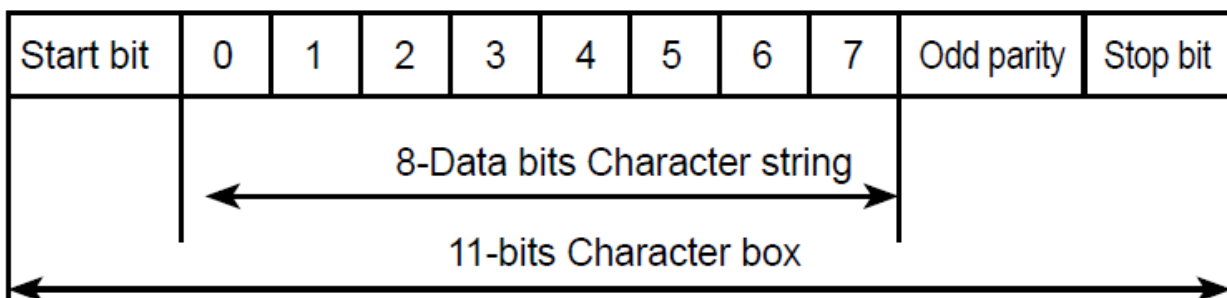 Start bit 0 1 2 3 4 5 6 7 Odd parity Stop bit
8-Data bits Character string
11-bits Character box